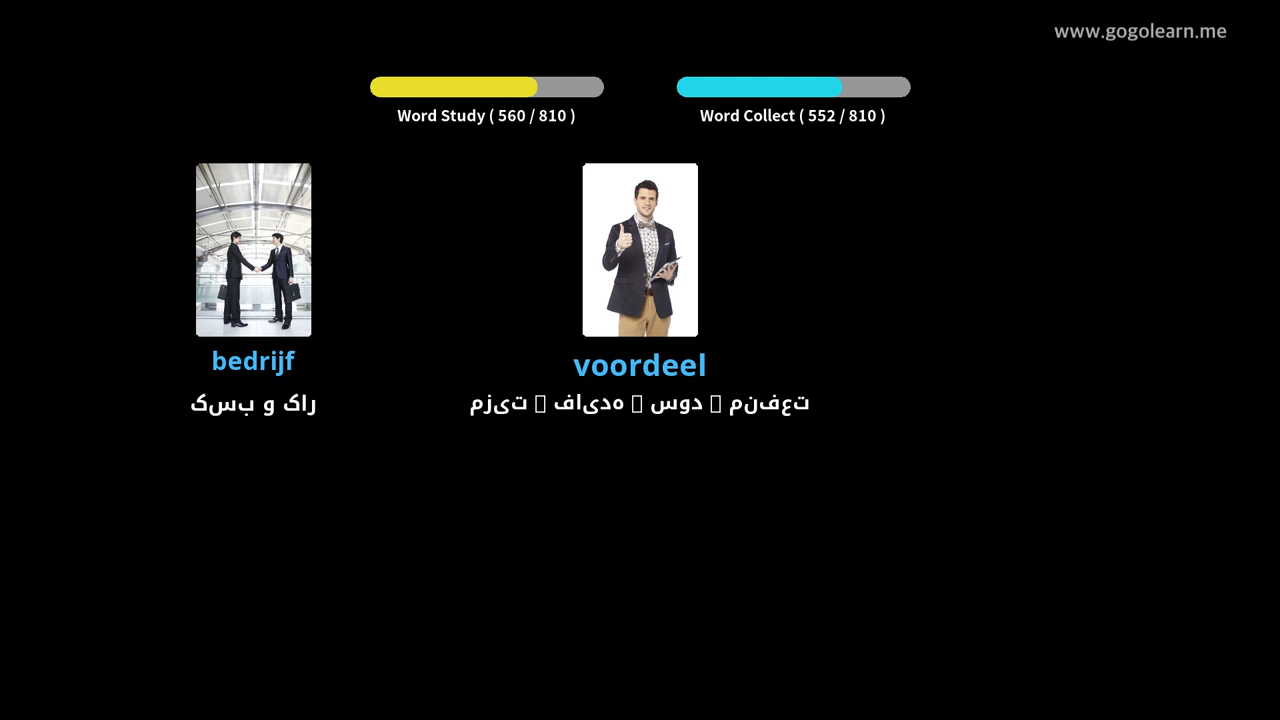 www.gogolearn.me
Word Study ( 560 / 810 )
Word Collect ( 552 / 810 )
bedrijf
کسب و کار
voordeel
مزیت ▯ فایده ▯ سود ▯ منفعت